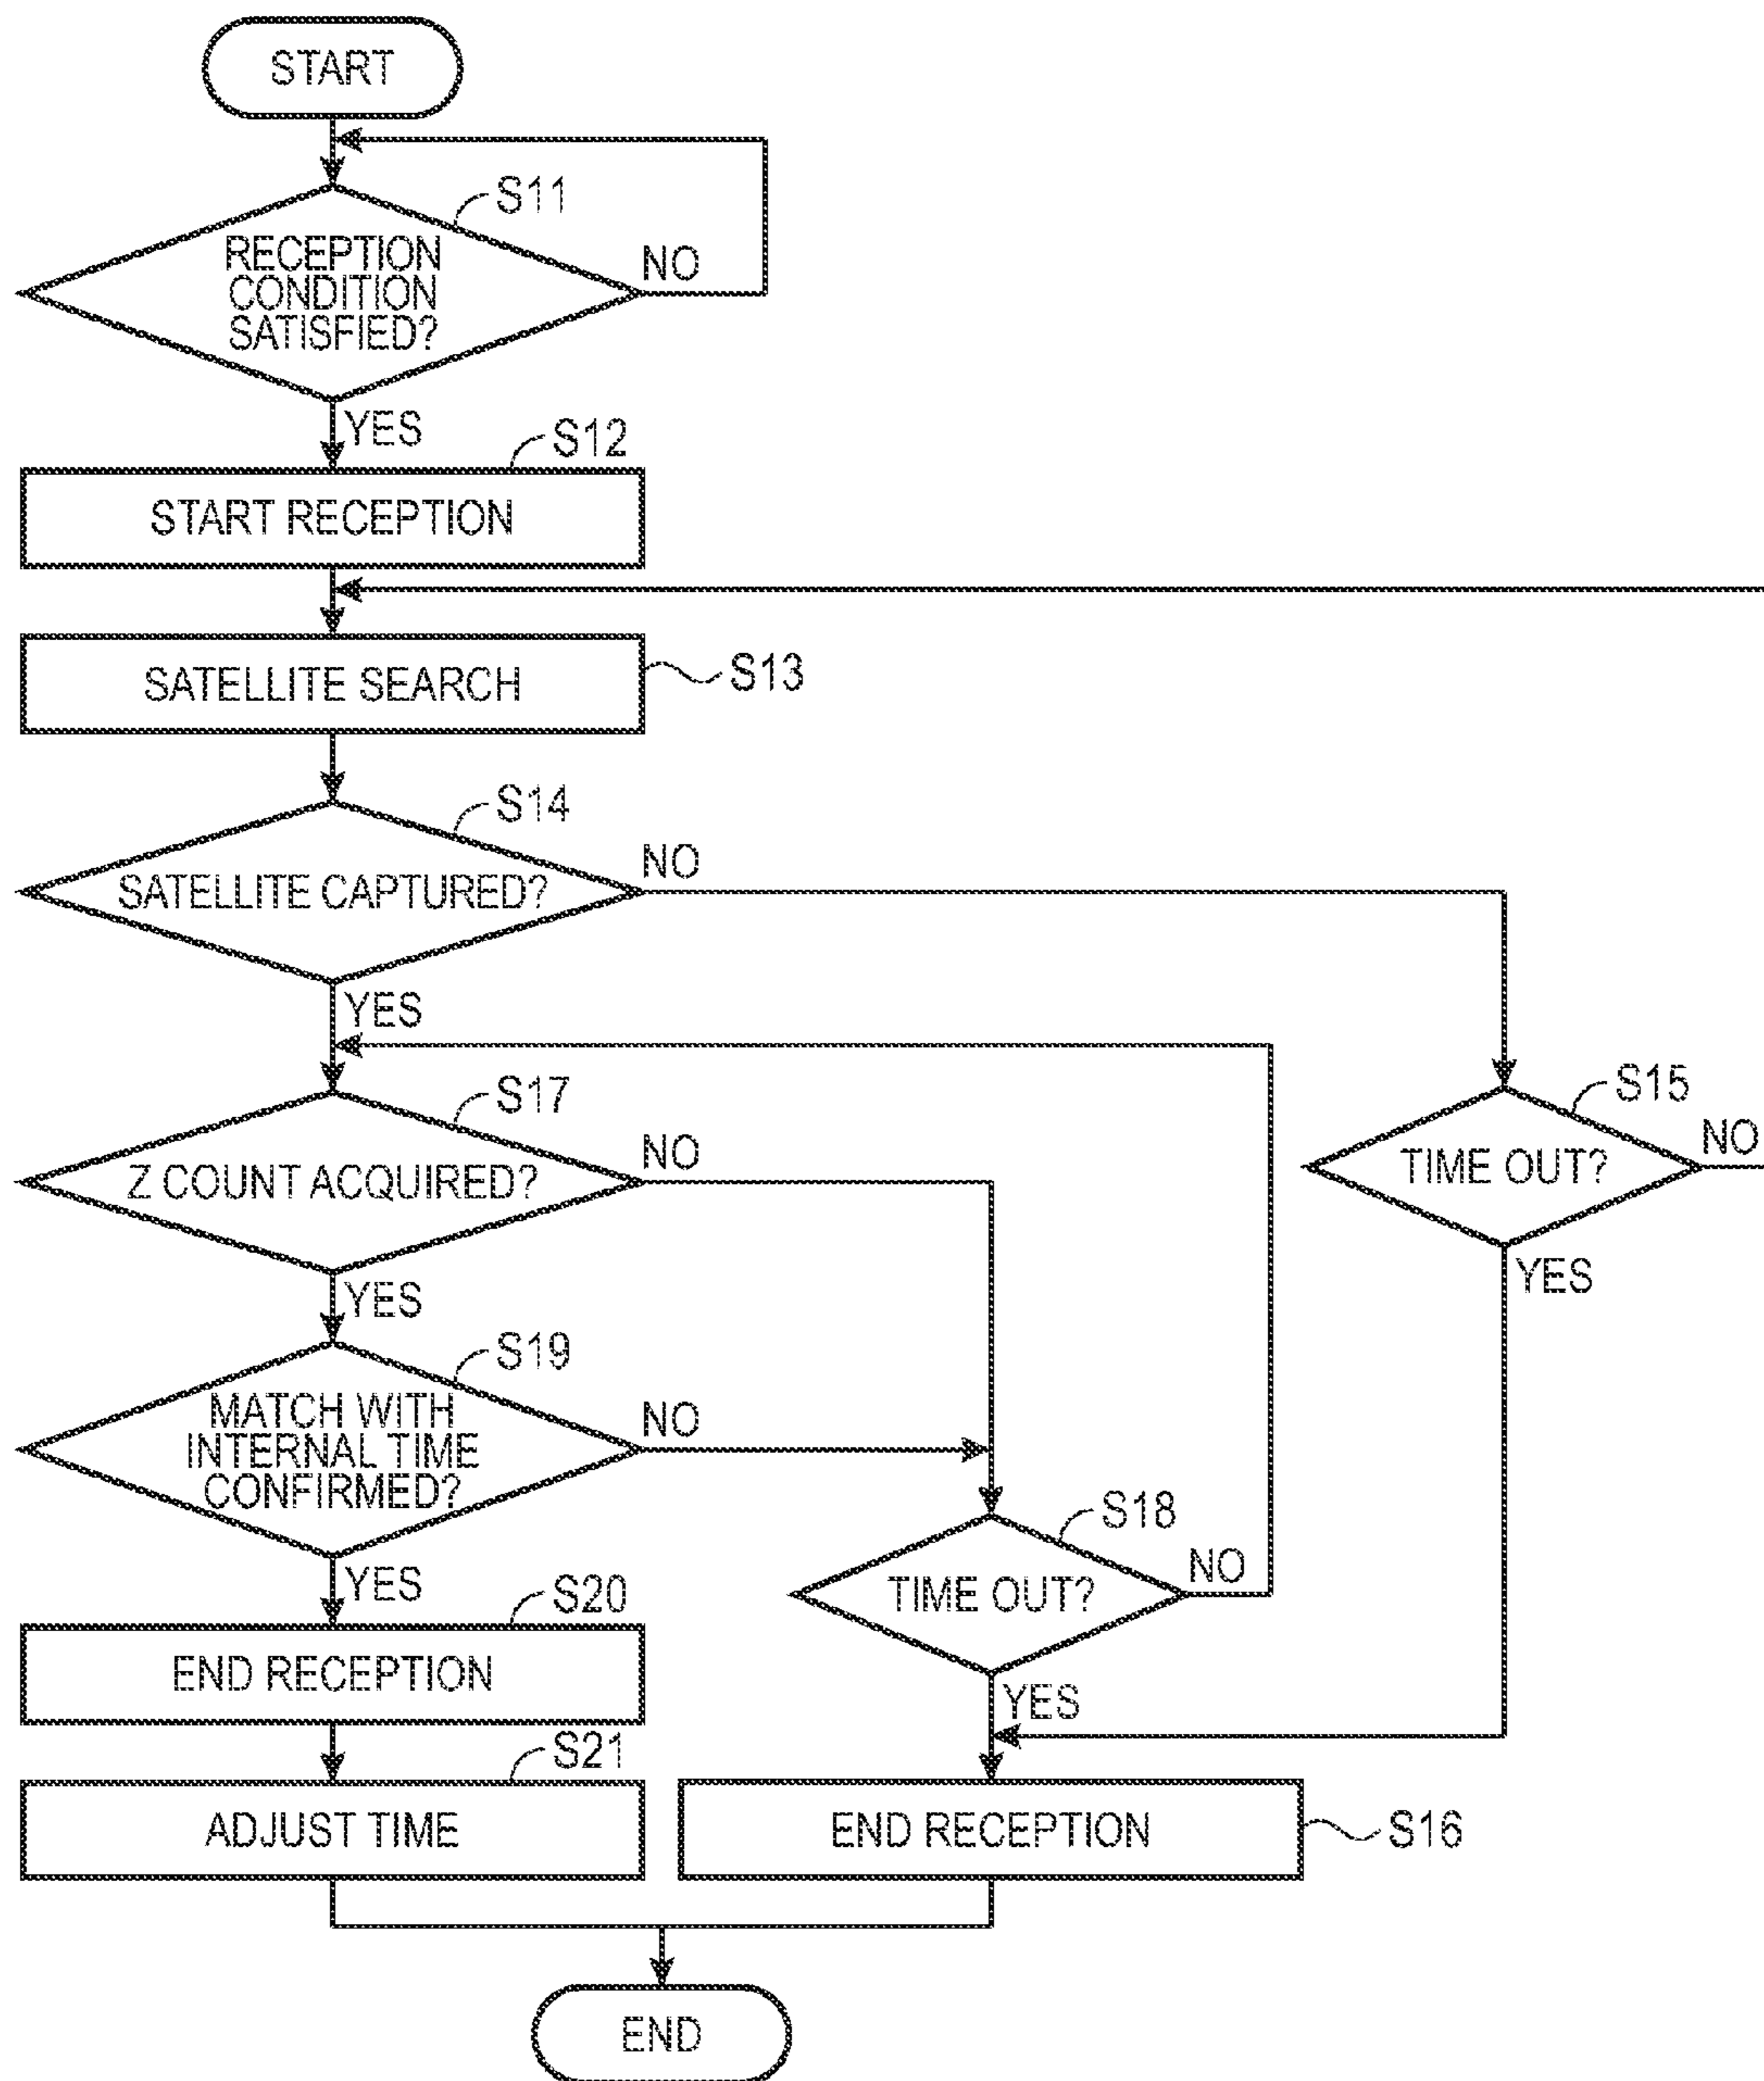 START
S11
RECEPTION
CONDITION
SATISFIED?
NO
YES
S12
START RECEPTION
SATELLITE SEARCH
S13
S14
SATELLITE CAPTURED?
NO
YES
S17
Z COUNT ACQUIRED?
NO
S15
TIME OUT?
NO
YES
YES
S19
MATCH WITH
INTERNAL TIME
CONFIRMED?
NO
S18
TIME OUT?
NO
YES
YES
S20
END RECEPTION
S21
ADJUST TIME
END RECEPTION
S16
END